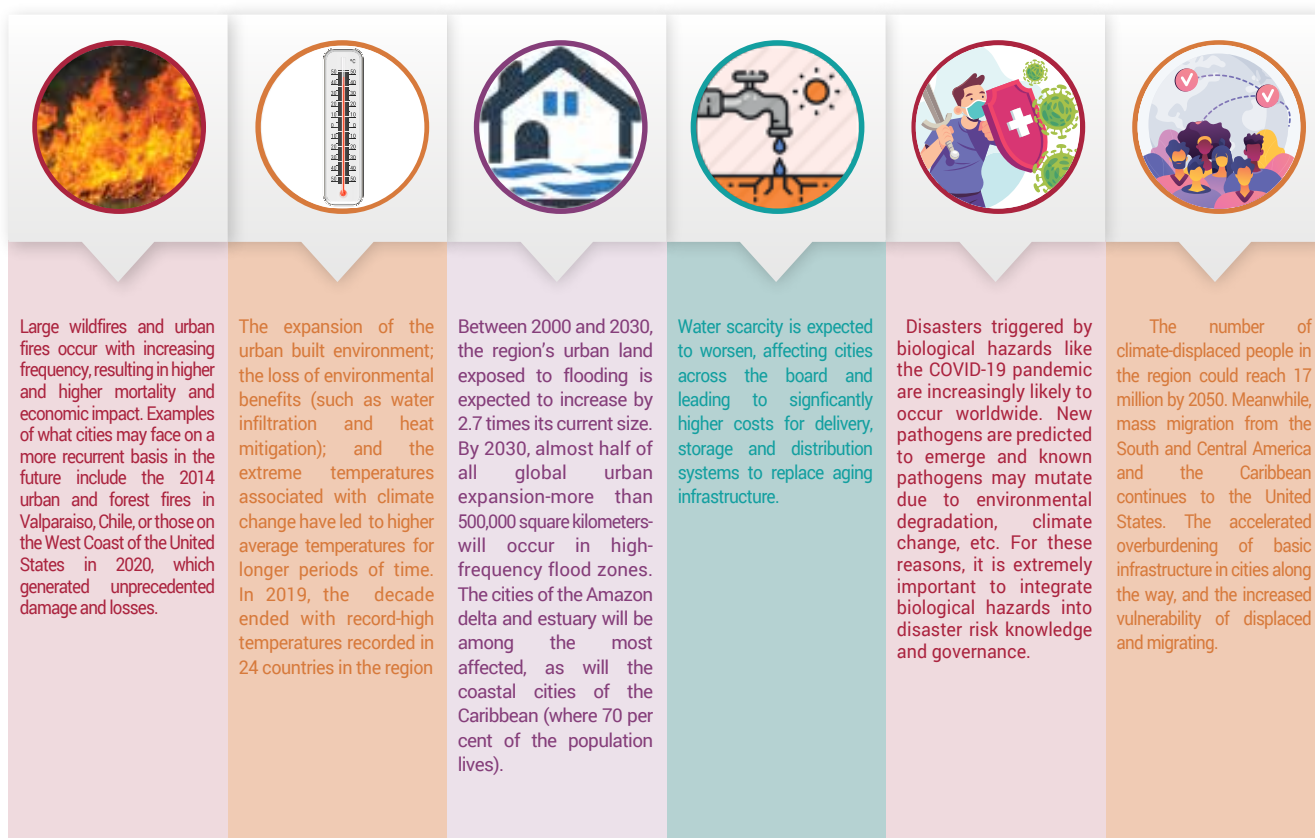 Large wildfires and urban
fires occur with increasing
frequency, resulting in higher
and higher mortality and
economic impact. Examples
of what cities may face on a
more recurrent basis in the
future include the 2014
urban and forest fires in
Valparaiso, Chile, or those on
the West Coast of the United
States in 2020, which
generated unprecedented
damage and losses.
The expansion of the
urban built environment;
the loss of environmental
benefits (such as water
infiltration and heat
mitigation); and the
extreme temperatures
associated with climate
change have led to higher
average temperatures for
longer periods of time.
In 2019, the decade
ended with record-high
temperatures recorded in
24 countries in the region
Between 2000 and 2030,
the region's urban land
exposed to flooding is
expected to increase by
2.7 times its current size.
By 2030, almost half of
all global urban
expansion-more than
500,000 square kilometers-
will occur in high-
frequency flood zones.
The cities of the Amazon
delta and estuary will be
among the most
affected, as will the
coastal cities of the
Caribbean (where 70 per
cent of the population
lives).
Water scarcity is expected
to worsen, affecting cities
across the board and
leading to signficantly
higher costs for delivery,
storage and distribution
systems to replace aging
infrastructure.
Disasters triggered by
biological hazards like
the COVID-19 pandemic
are increasingly likely to
occur worldwide. New
pathogens are predicted
to emerge and known
pathogens may mutate
due to environmental
degradation, climate
change, etc. For these
reasons, it is extremely
important to integrate
biological hazards into
disaster risk knowledge
and governance.
The number of
climate-displaced people in
the region could reach 17
million by 2050. Meanwhile,
mass migration from the
South and Central America
and the Caribbean
continues to the United
States. The accelerated
overburdening of basic
infrastructure in cities along
the way, and the increased
vulnerability of displaced
and migrating.